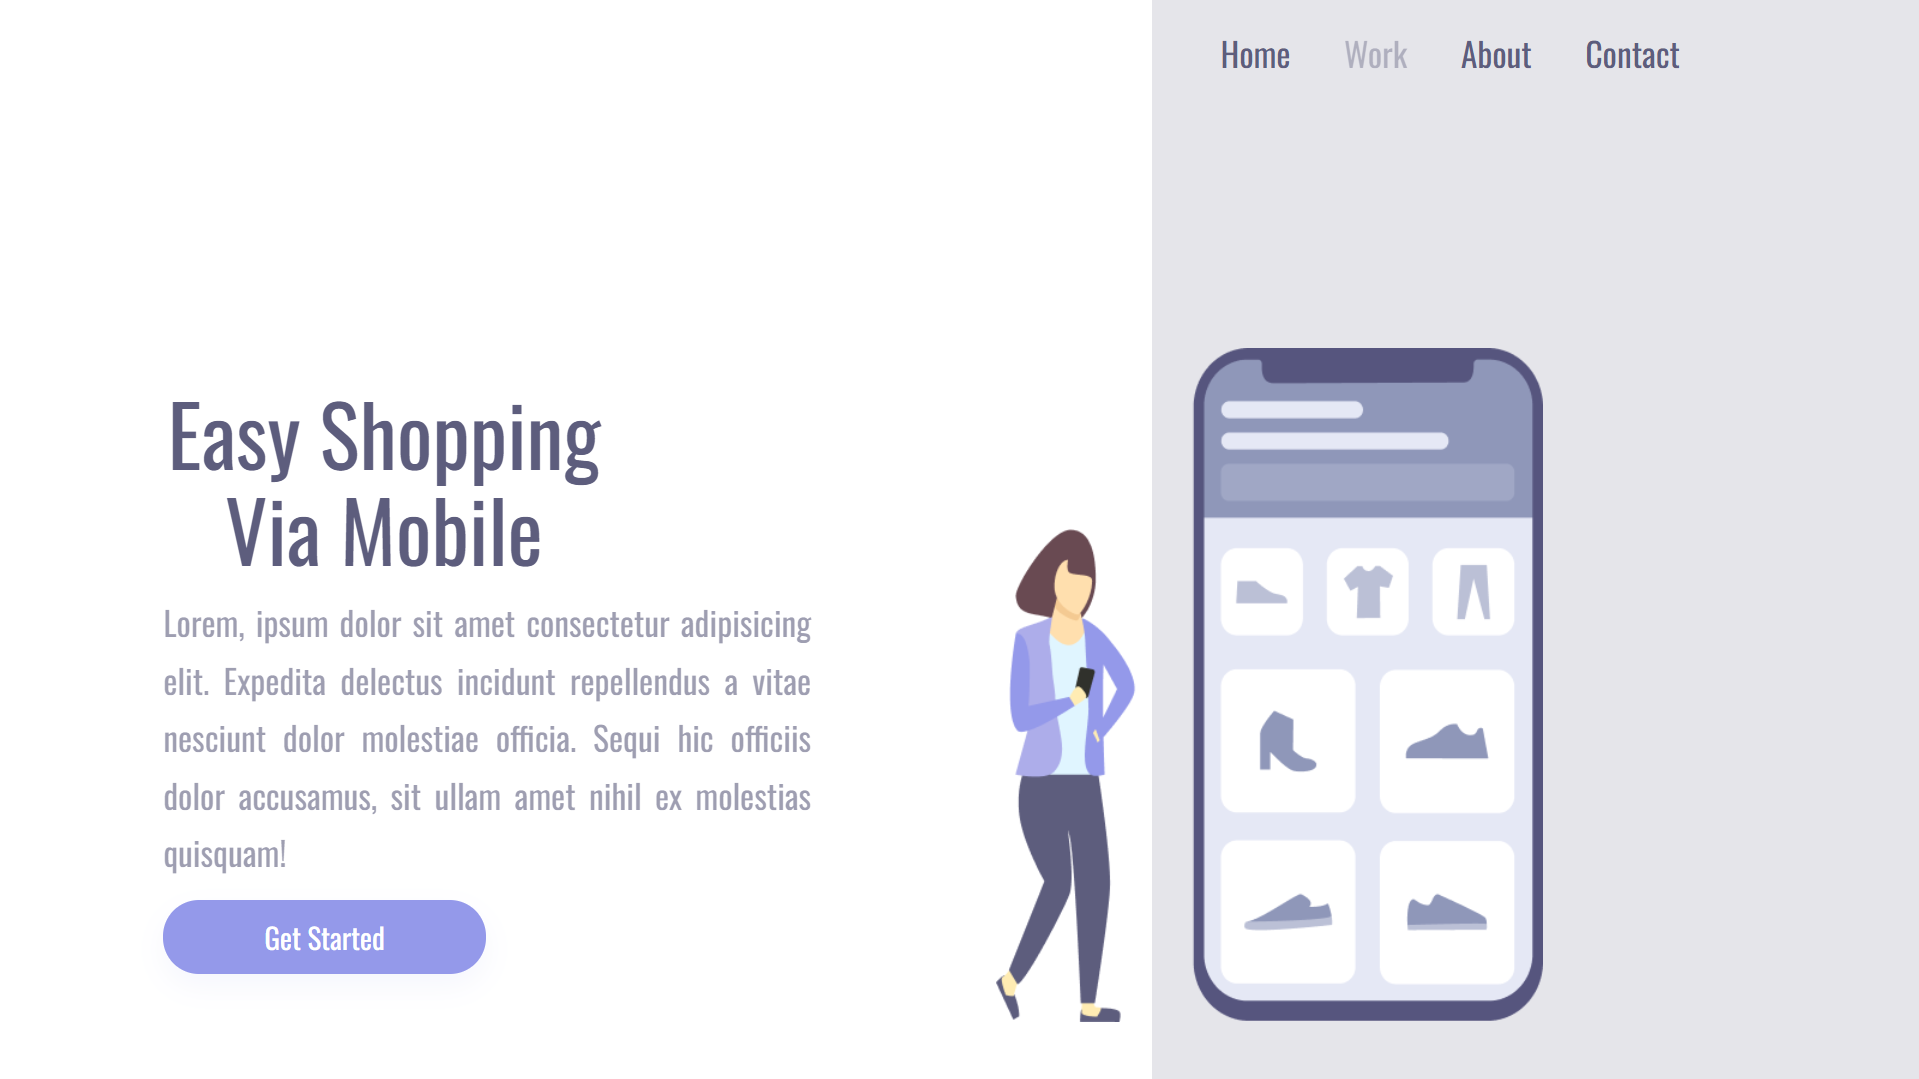 Home Work About Contact
Easy Shopping
Via Mobile
Lorem, ipsum dolor sit amet consectetur adipisicing
elit. Expedita delectus incidunt repellendus a vitae
nesciunt dolor molestiae officia. Sequi hic officiis
dolor accusamus, sit ullam amet nihil ex molestias
quisquam!
Get Started